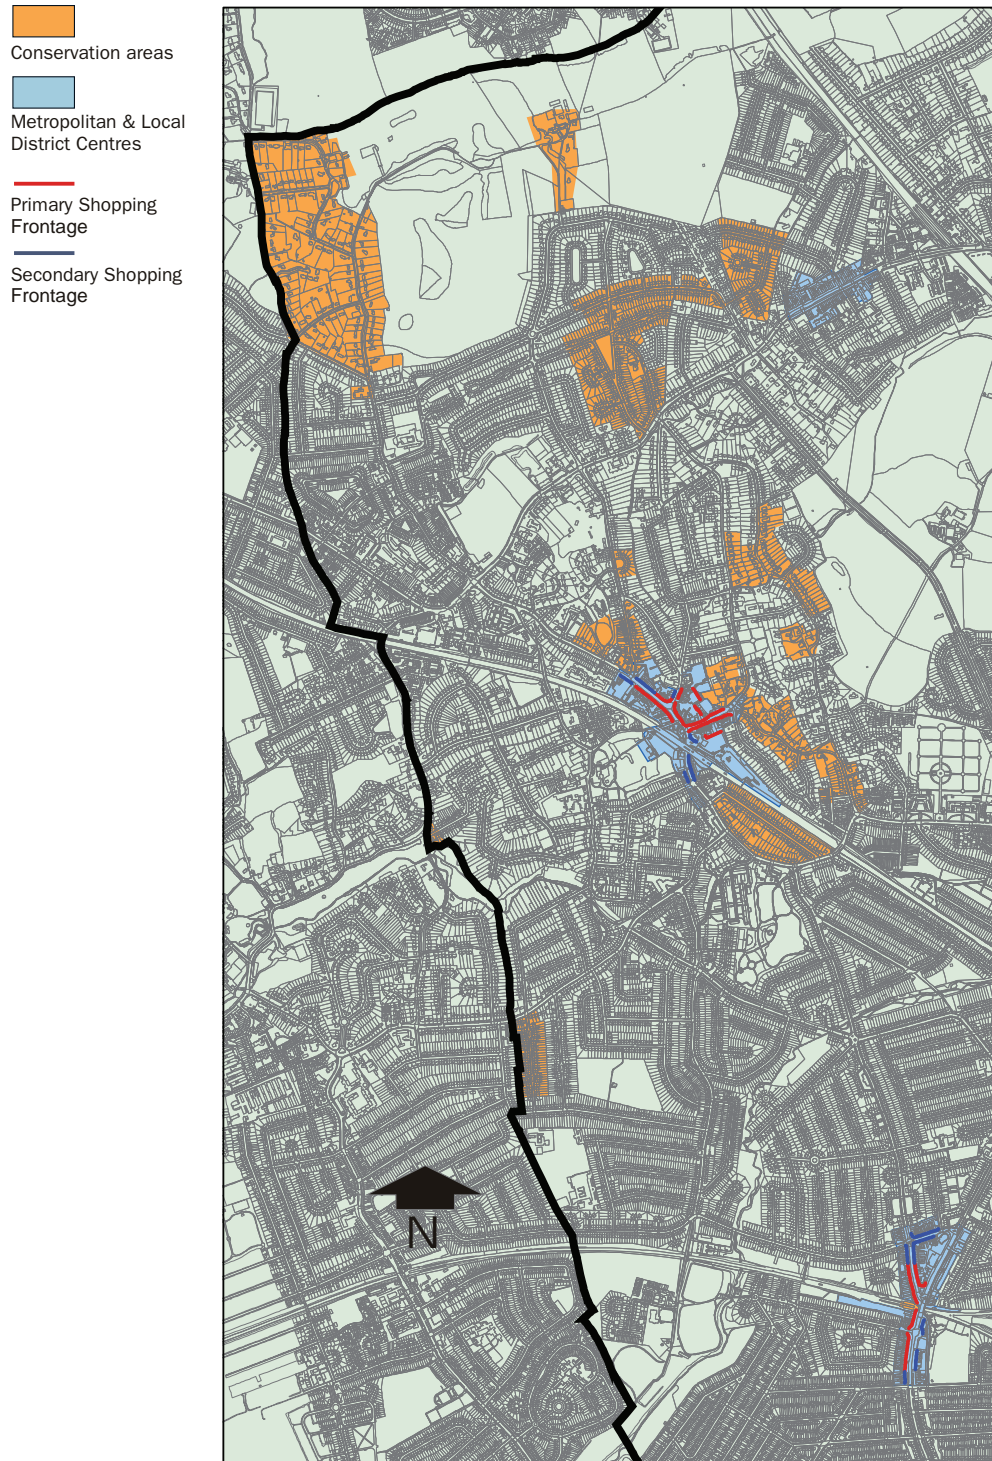 Conservation areas
Metropolitan & Local
District Centres
Primary Shopping
Frontage
Secondary Shopping
Frontage
N